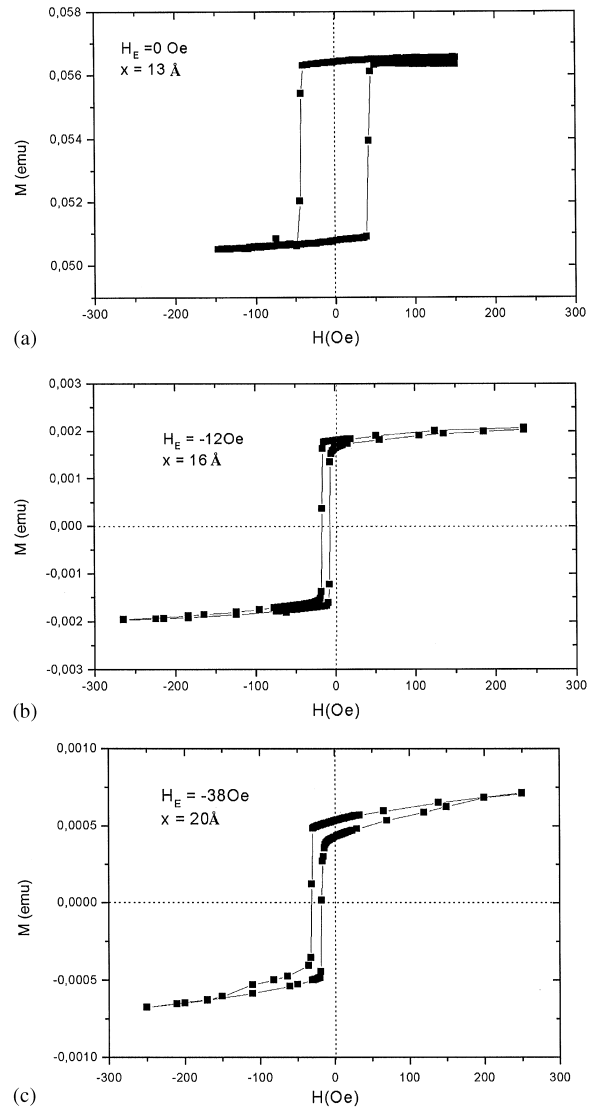 0,058
H_E =0 Oe
x = 13 Å
0,056
0,054
M (emu)
0,052
0,050
-300 -200 -100 0 100 200 300
(a) H(Oe)
0,003
0,002
H_E = -12Oe
x = 16 Å
0,001
M (emu)
0,000
-0,001
-0,002
-0,003
-300 -200 -100 0 100 200 300
(b) H(Oe)
0,0010
H_E = -38Oe
x = 20Å
0,0005
M (emu)
0,0000
-0,0005
-0,0010
-300 -200 -100 0 100 200 300
(c) H(Oe)